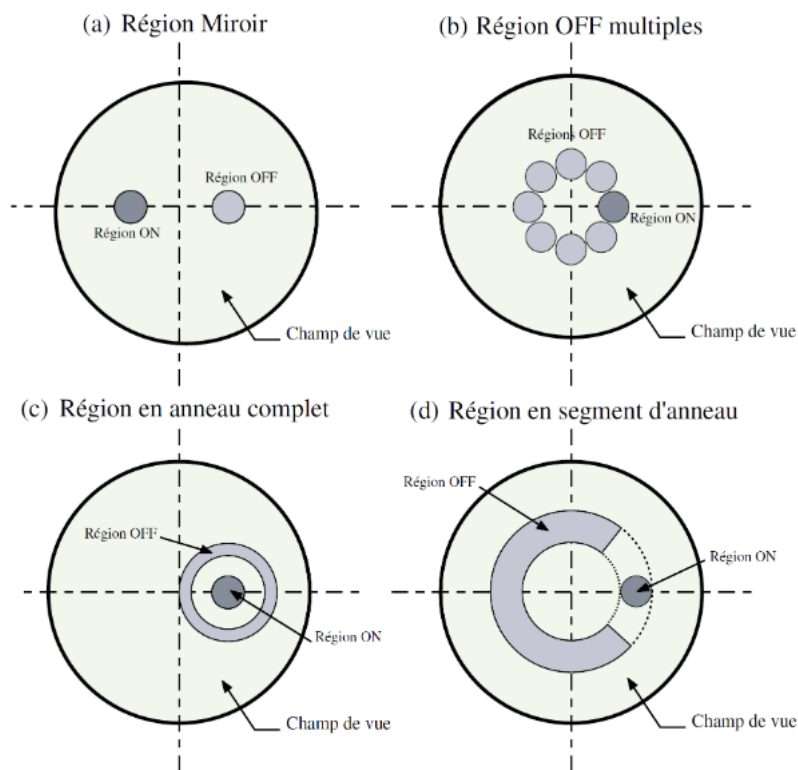 (a) Région Miroir
Région OFF
Région ON
Champ de vue
(b) Région OFF multiples
Régions OFF
Région ON
Champ de vue
(c) Région en anneau complet
Région OFF
Région ON
Champ de vue
(d) Région en segment d'anneau
Région OFF
Région ON
Champ de vue